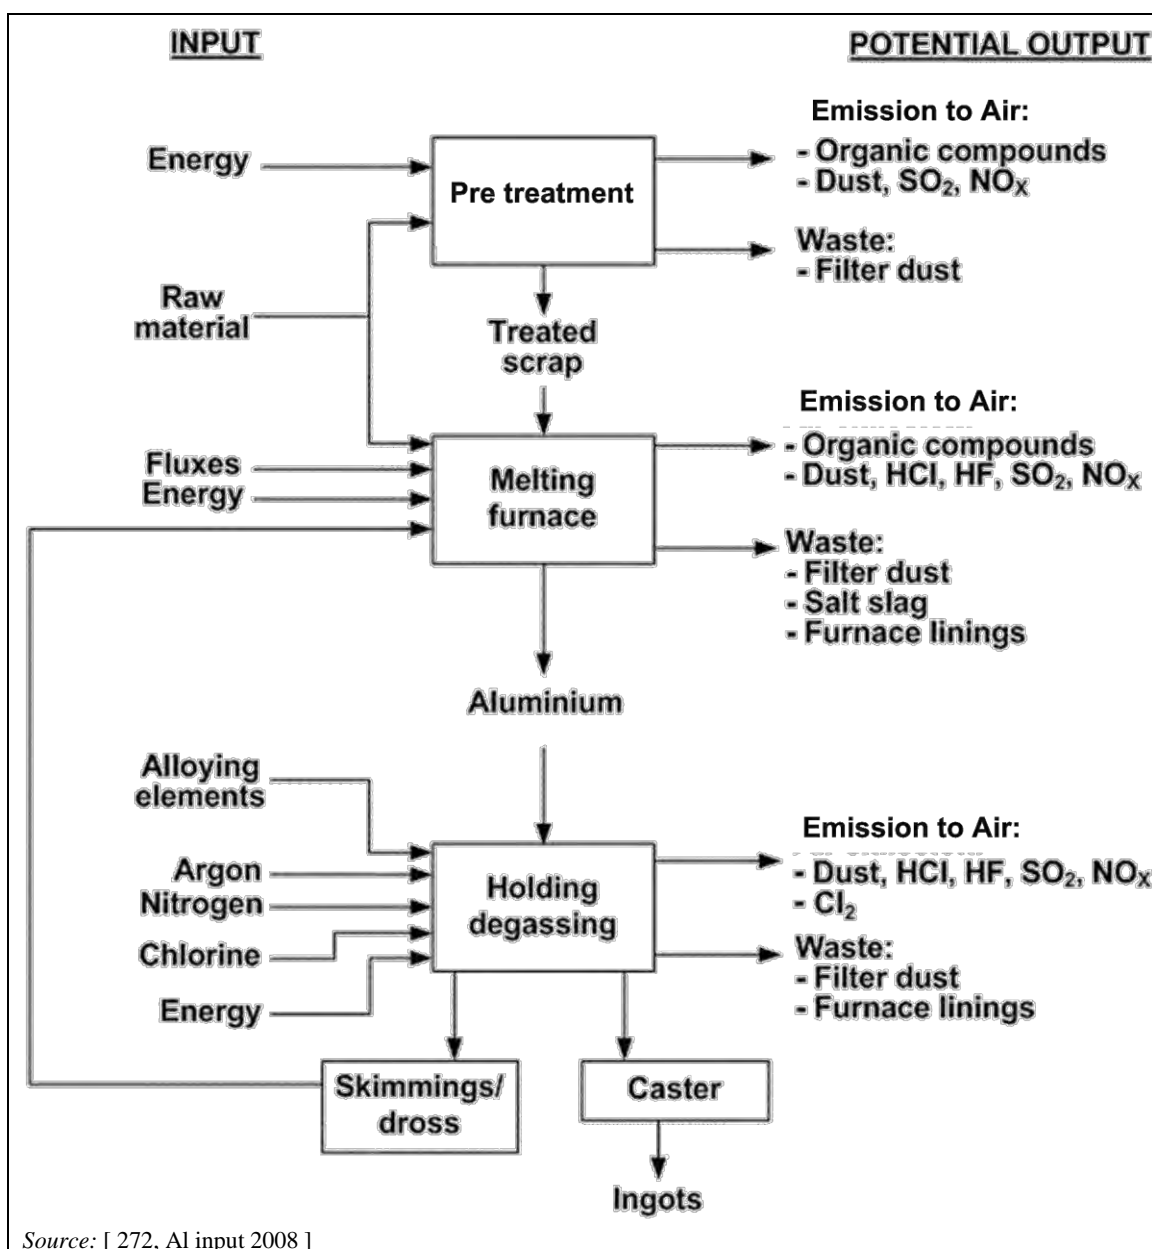 INPUT
POTENTIAL OUTPUT
Emission to Air:
Energy
- Organic compounds
- Dust, SO2, NOX
Pre treatment
Waste:
- Filter dust
Raw
material
Treated
scrap
Emission to Air:
- Organic compounds
- Dust, HCl, HF, SO2, NOX
Fluxes
Energy
Melting
furnace
Waste:
- Filter dust
- Salt slag
- Furnace linings
Aluminium
Alloying
elements
Emission to Air:
- Dust, HCl, HF, SO2, NOX
- Cl2
Argon
Nitrogen
Chlorine
Energy
Holding
degassing
Waste:
- Filter dust
- Furnace linings
Skimmings/
dross
Caster
Ingots
Source: [ 272, Al input 2008 ]